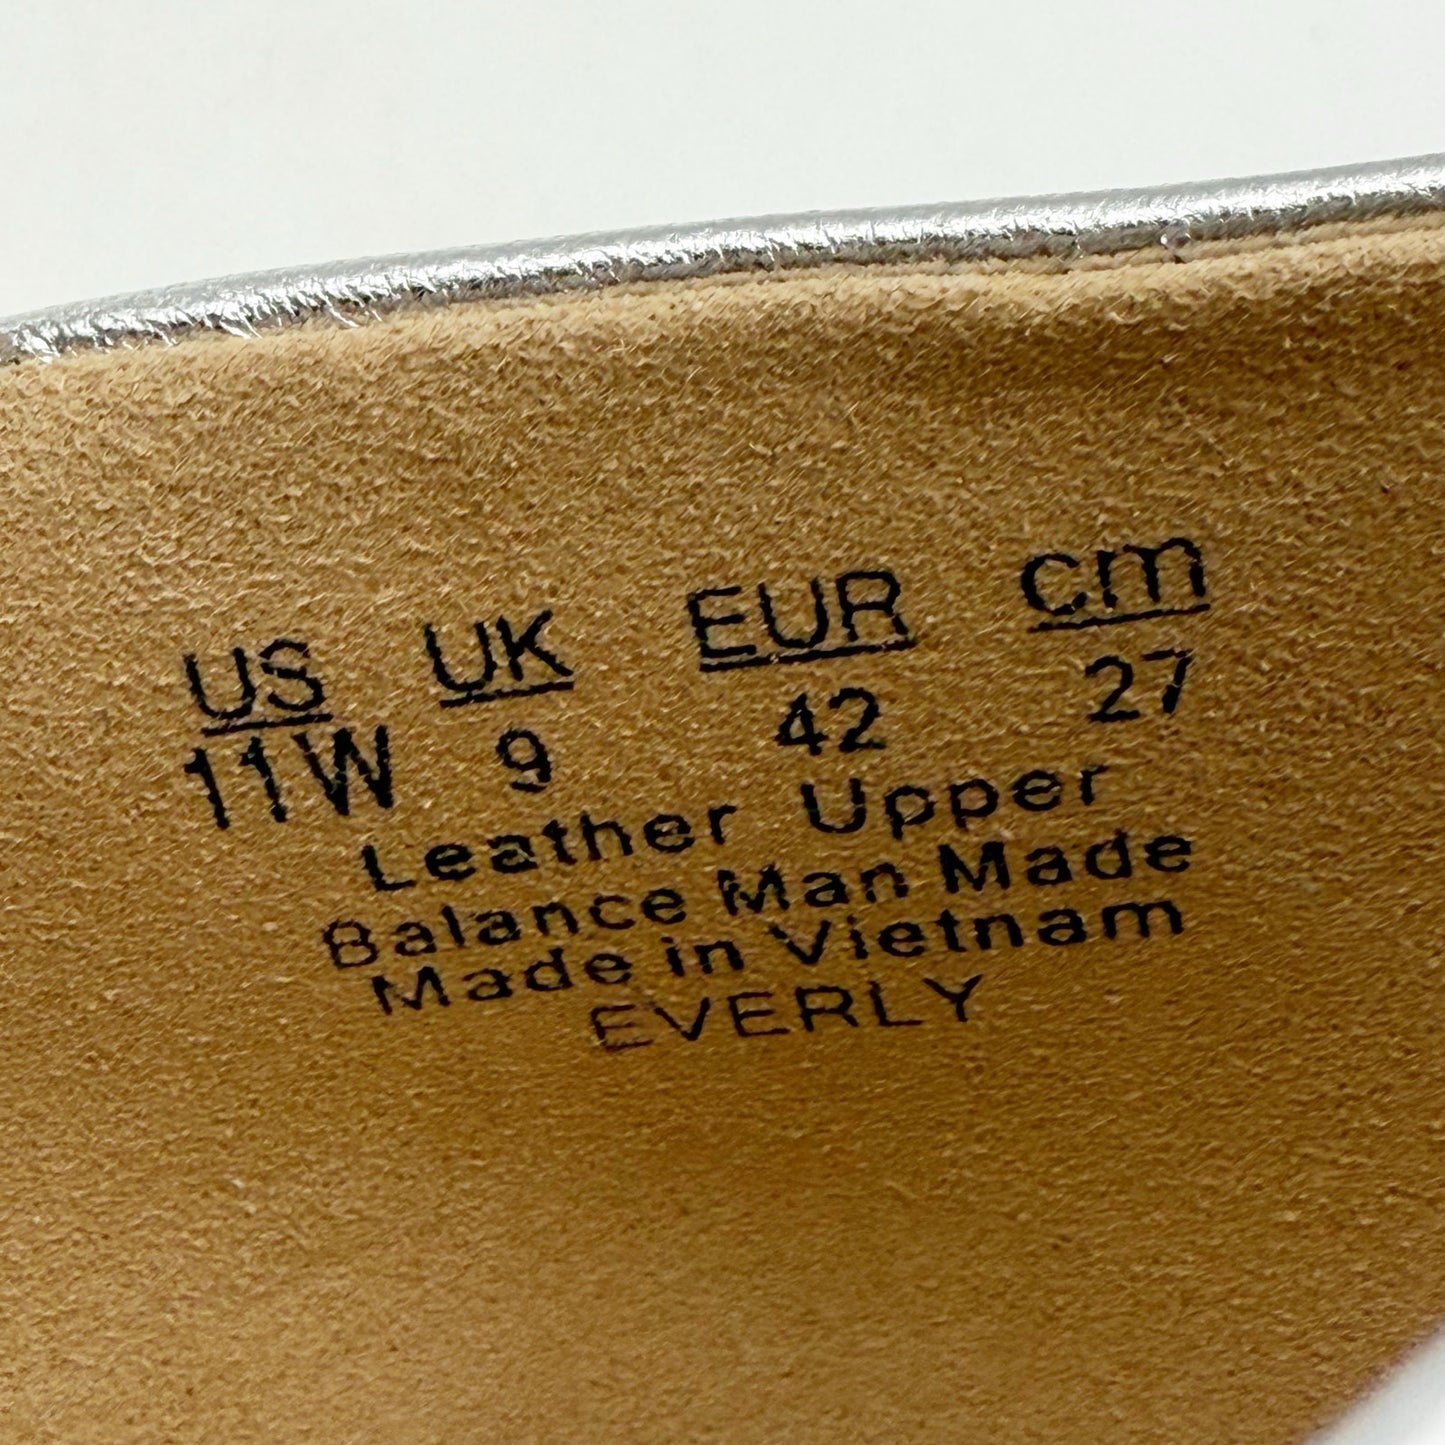 US UK EUR cm
11W 9 42 27
Leather Upper
Balance Man Made
Made in Vietnam
EVERLY